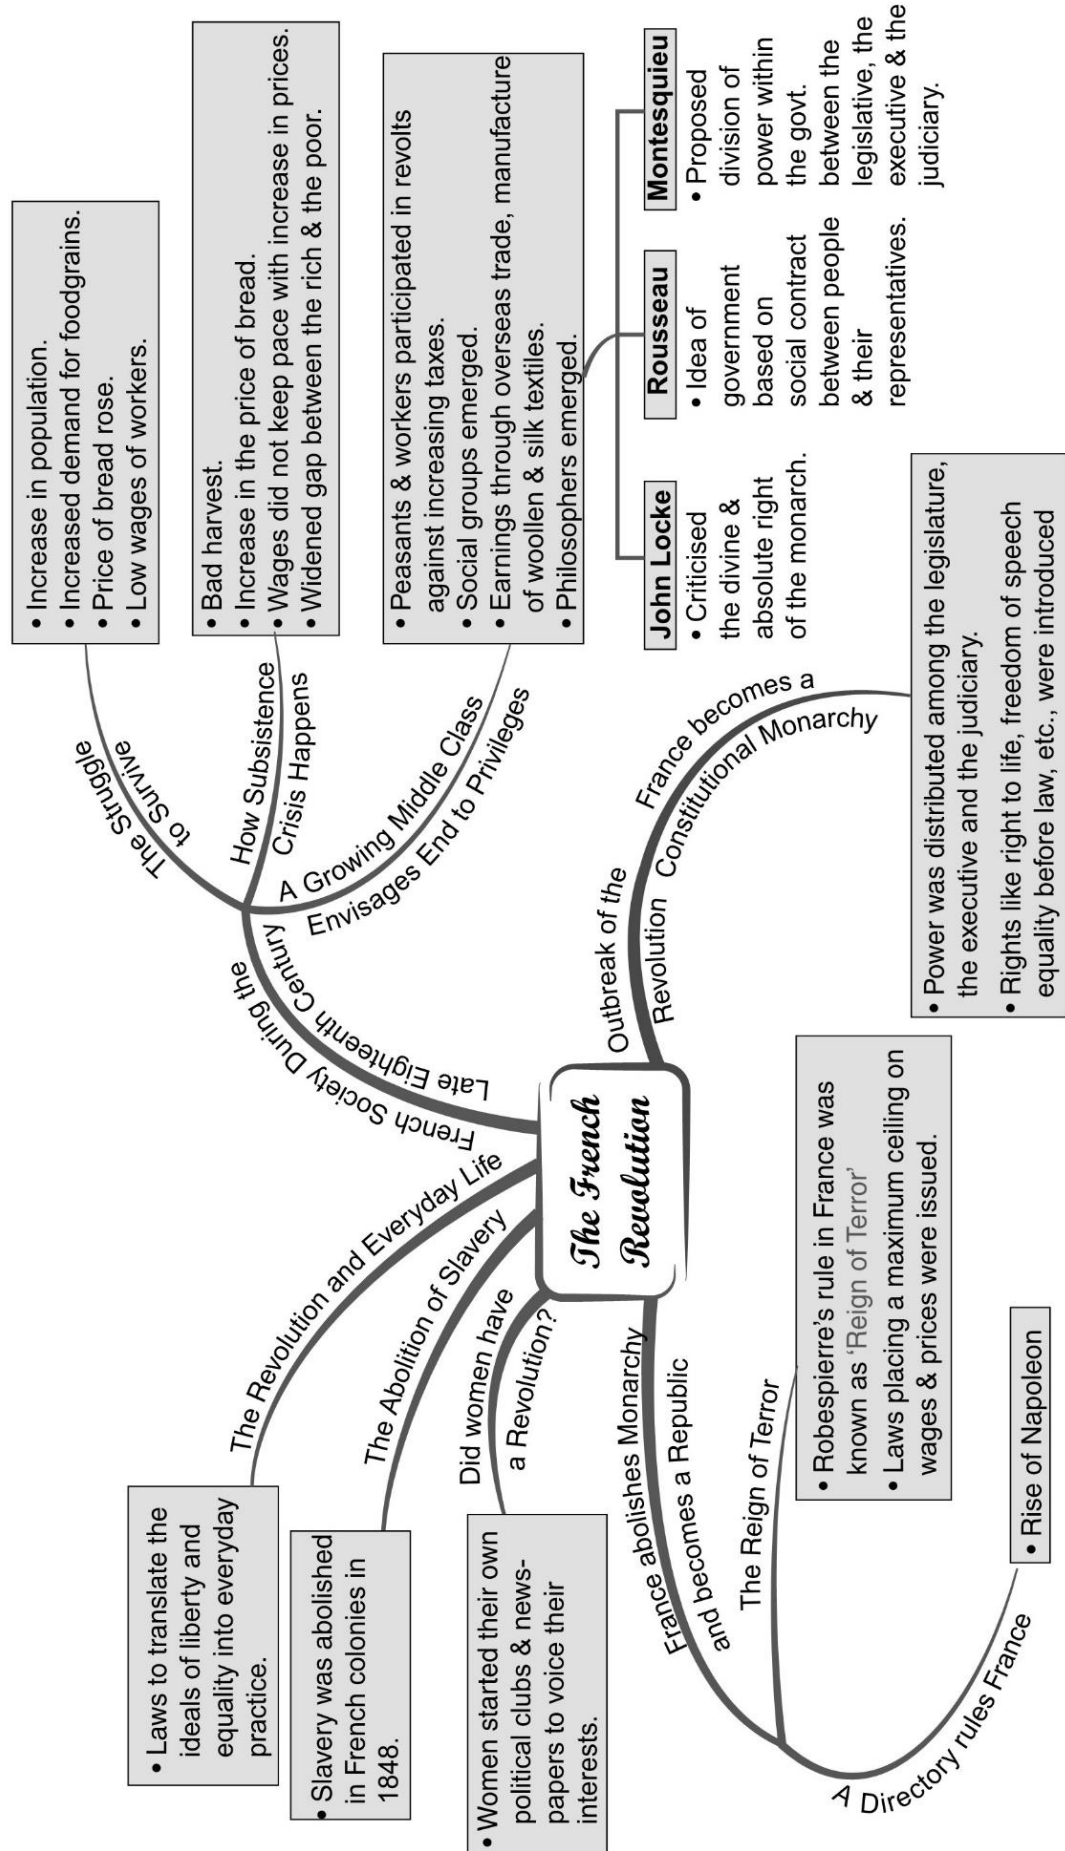 The French
Revolution
French Society During the
Late Eighteenth Century
The Struggle
to Survive
• Increase in population.
• Increased demand for foodgrains.
• Price of bread rose.
• Low wages of workers.
How Subsistence
Crisis Happens
• Bad harvest.
• Increase in the price of bread.
• Wages did not keep pace with increase in prices.
• Widened gap between the rich & the poor.
A Growing Middle Class
Envisages End to Privileges
• Peasants & workers participated in revolts
against increasing taxes.
• Social groups emerged.
• Earnings through overseas trade, manufacture
of woollen & silk textiles.
• Philosophers emerged.
John Locke
• Criticised
the divine &
absolute right
of the monarch.
Rousseau
• Idea of
government
based on
social contract
between people
& their
representatives.
Montesquieu
• Proposed
division of
power within
the govt.
between the
legislative, the
executive & the
judiciary.
Outbreak of the
Revolution
France becomes a
Constitutional Monarchy
• Power was distributed among the legislature,
the executive and the judiciary.
• Rights like right to life, freedom of speech
equality before law, etc., were introduced
The Revolution and Everyday Life
• Laws to translate the
ideals of liberty and
equality into everyday
practice.
The Abolition of Slavery
• Slavery was abolished
in French colonies in
1848.
Did women have
a Revolution?
• Women started their own
political clubs & news-
papers to voice their
interests.
France abolishes Monarchy
and becomes a Republic
The Reign of Terror
• Robespierre's rule in France was
known as 'Reign of Terror'
• Laws placing a maximum ceiling on
wages & prices were issued.
A Directory rules France
• Rise of Napoleon